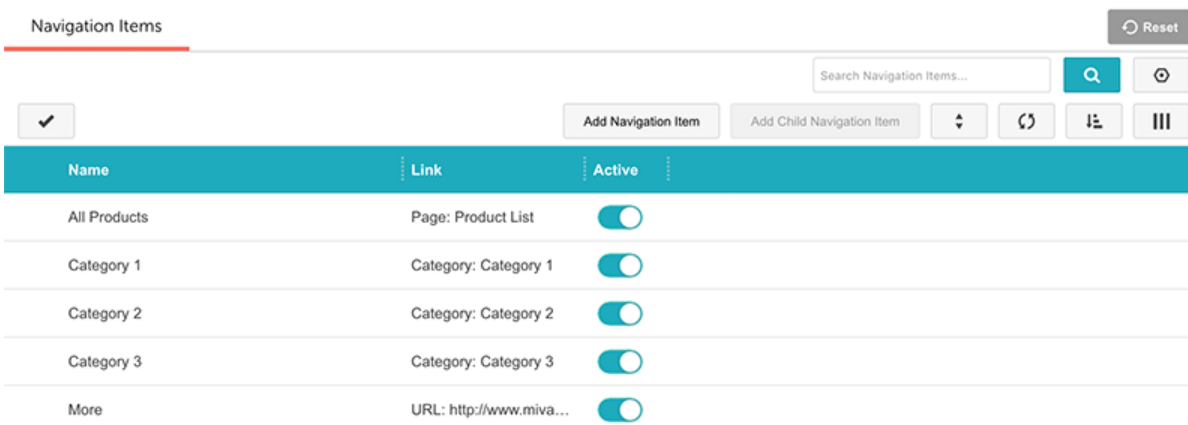 Navigation Items
Reset
Search Navigation Items...
Add Navigation Item Add Child Navigation Item
Name Link Active
All Products Page: Product List
Category 1 Category: Category 1
Category 2 Category: Category 2
Category 3 Category: Category 3
More URL: http://www.miva...